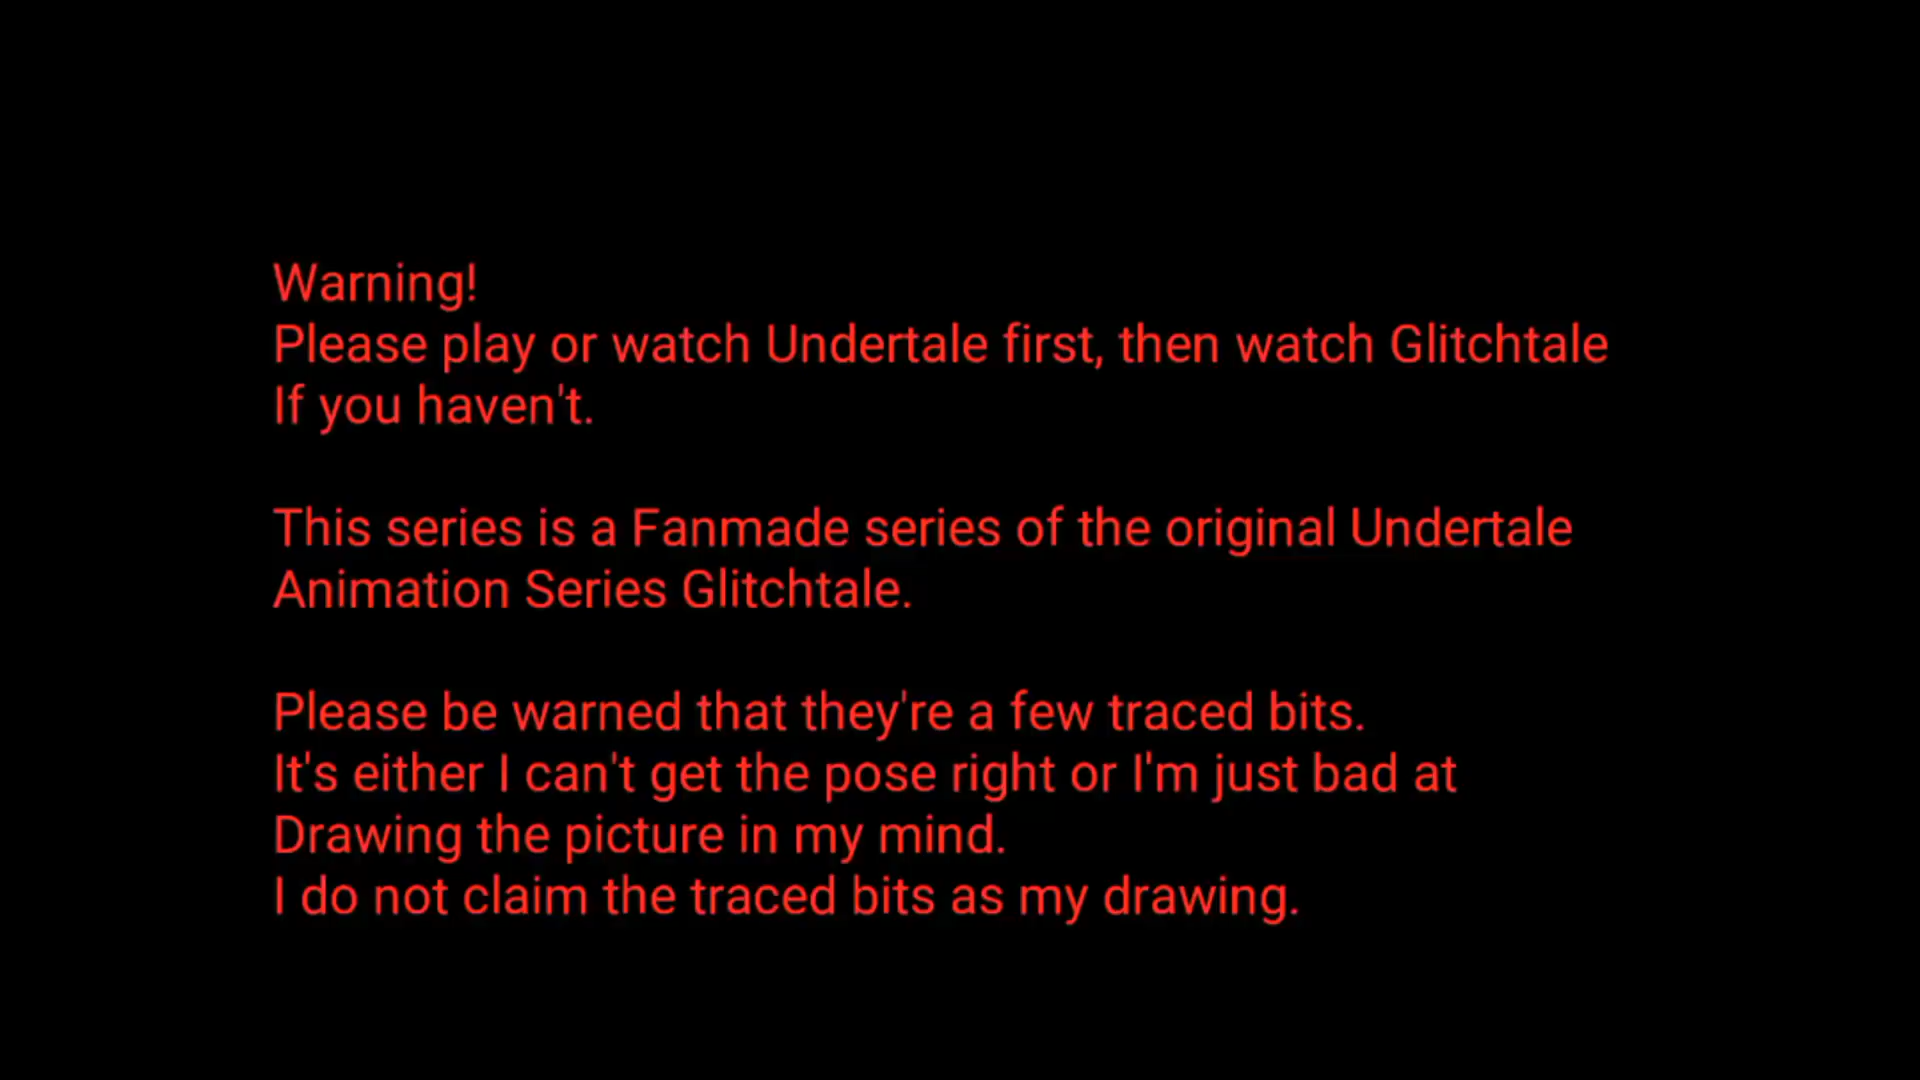 Warning!
Please play or watch Undertale first, then watch Glitchtale
If you haven't.
This series is a Fanmade series of the original Undertale
Animation Series Glitchtale.
Please be warned that they're a few traced bits.
It's either I can't get the pose right or I'm just bad at
Drawing the picture in my mind.
I do not claim the traced bits as my drawing.